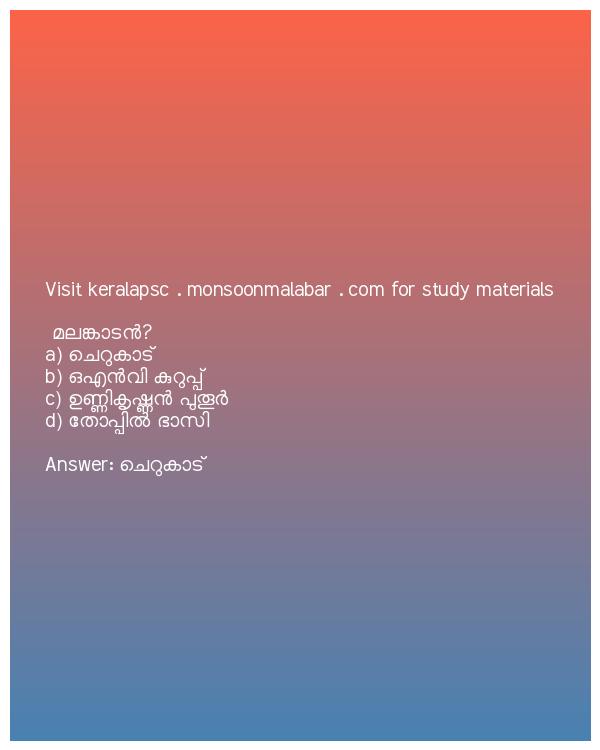 Visit keralapsc . monsoonmalabar . com for study materials
മലങ്കാടൻ?
a) ചെറുകാട്
b) ഒഎൻവി കുറുപ്പ്
c) ഉണ്ണികൃഷ്ണൻ പുതൂർ
d) തോപ്പിൽ ഭാസി
Answer: ചെറുകാട്